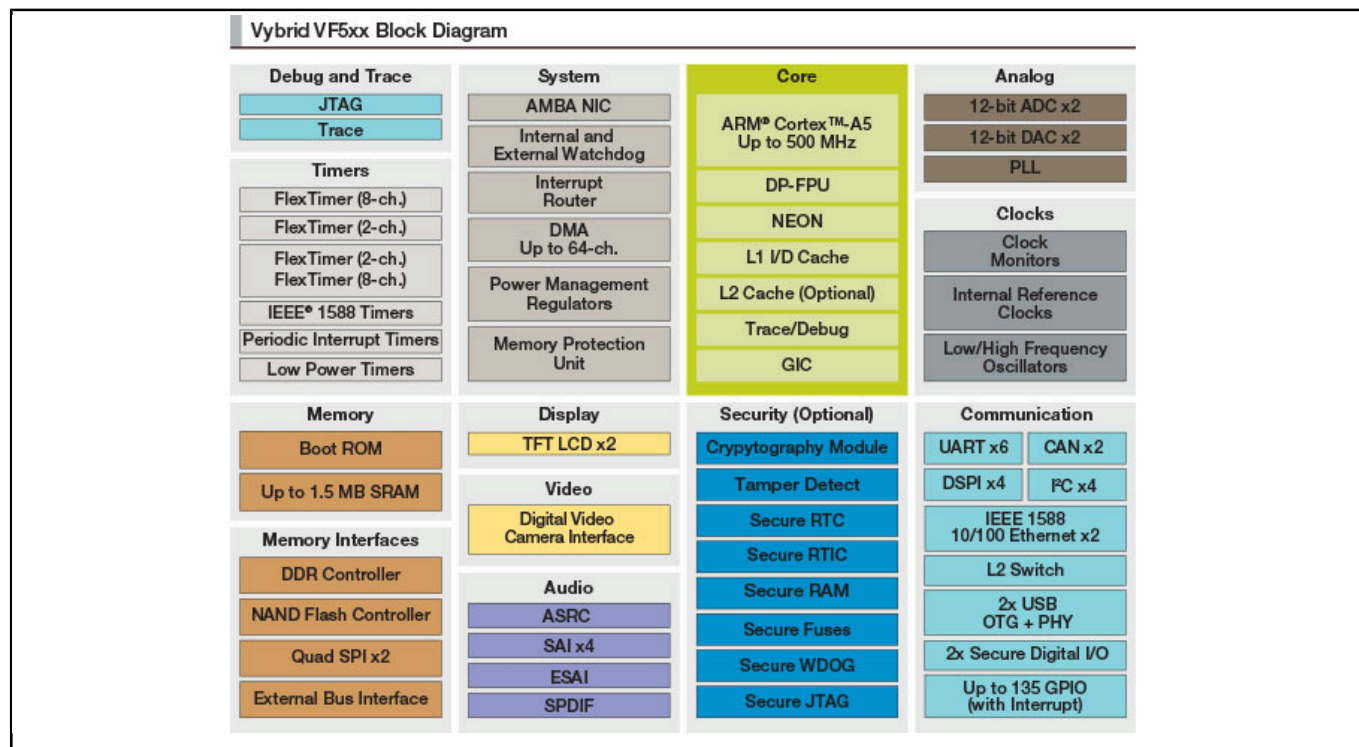 Vybrid VF5xx Block Diagram
Debug and Trace
JTAG
Trace
Timers
FlexTimer (8-ch.)
FlexTimer (2-ch.)
FlexTimer (2-ch.)
FlexTimer (8-ch.)
IEEE® 1588 Timers
Periodic Interrupt Timers
Low Power Timers
System
AMBA NIC
Internal and
External Watchdog
Interrupt
Router
DMA
Up to 64-ch.
Power Management
Regulators
Memory Protection
Unit
Core
ARM® Cortex™-A5
Up to 500 MHz
DP-FPU
NEON
L1 I/D Cache
L2 Cache (Optional)
Trace/Debug
GIC
Analog
12-bit ADC x2
12-bit DAC x2
PLL
Clocks
Clock
Monitors
Internal Reference
Clocks
Low/High Frequency
Oscillators
Memory
Boot ROM
Up to 1.5 MB SRAM
Memory Interfaces
DDR Controller
NAND Flash Controller
Quad SPI x2
External Bus Interface
Display
TFT LCD x2
Video
Digital Video
Camera Interface
Audio
ASRC
SAI x4
ESAI
SPDIF
Security (Optional)
Crypytography Module
Tamper Detect
Secure RTC
Secure RTIC
Secure RAM
Secure Fuses
Secure WDOG
Secure JTAG
Communication
UART x6
CAN x2
DSPI x4
I²C x4
IEEE 1588
10/100 Ethernet x2
L2 Switch
2x USB
OTG + PHY
2x Secure Digital I/O
Up to 135 GPIO
(with Interrupt)